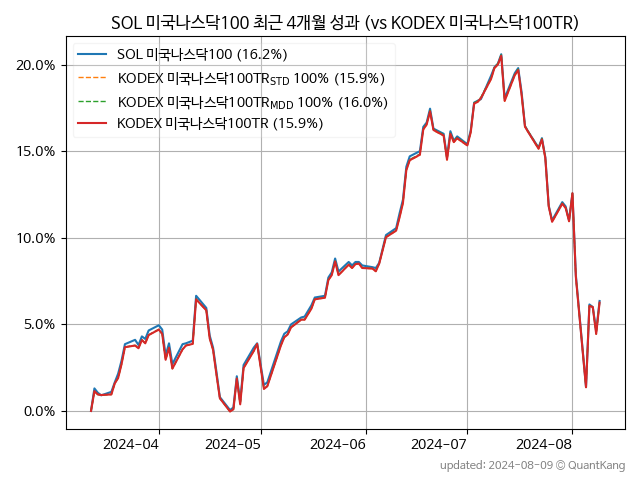 SOL 미국나스닥100 최근 4개월 성과 (vs KODEX 미국나스닥100TR)
SOL 미국나스닥100 (16.2%)
KODEX 미국나스닥100TR_STD 100% (15.9%)
KODEX 미국나스닥100TR_MDD 100% (16.0%)
KODEX 미국나스닥100TR (15.9%)
20.0%
15.0%
10.0%
5.0%
0.0%
2024-04 2024-05 2024-06 2024-07 2024-08
updated: 2024-08-09 © QuantKang